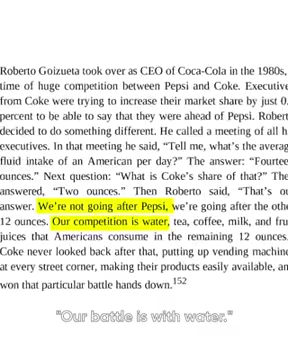 Roberto Goizueta took over as CEO of Coca-Cola in the 1980s,
time of huge competition between Pepsi and Coke. Executive
from Coke were trying to increase their market share by just 0.
percent to be able to say that they were ahead of Pepsi. Robert
decided to do something different. He called a meeting of all h
executives. In that meeting he said, “Tell me, what’s the averag
fluid intake of an American per day?” The answer: “Fourtee
ounces.” Next question: “What is Coke’s share of that?” The
answered, “Two ounces.” Then Roberto said, “That’s ou
answer. We’re not going after Pepsi, we’re going after the othe
12 ounces. Our competition is water, tea, coffee, milk, and fru
juices that Americans consume in the remaining 12 ounces.
Coke never looked back after that, putting up vending machine
at every street corner, making their products easily available, an
won that particular battle hands down.152
"Our battle is with water."